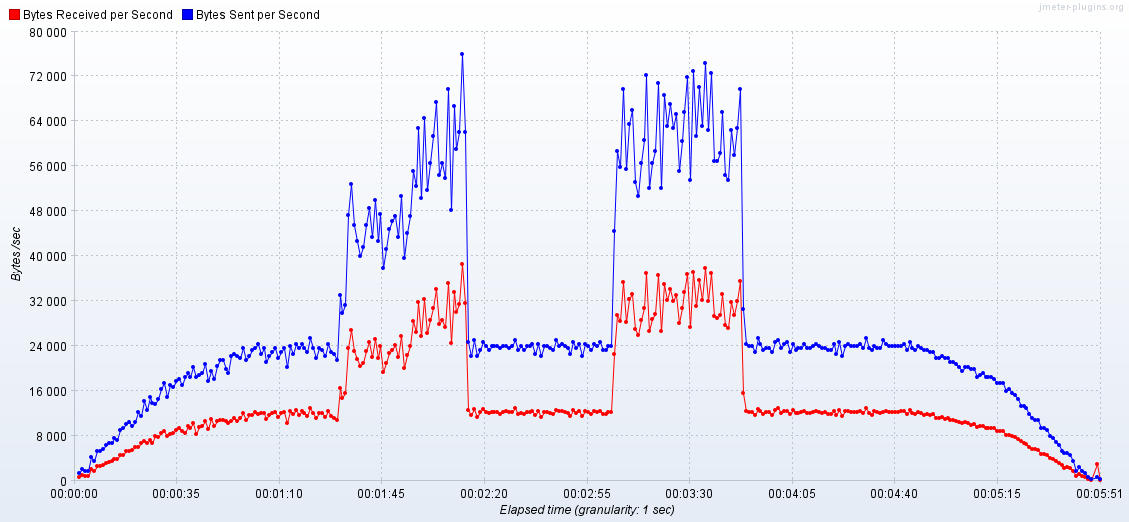 jmeter-plugins.org
Bytes Received per Second Bytes Sent per Second
80 000
72 000
64 000
56 000
48 000
40 000
32 000
24 000
16 000
8 000
0
Bytes /sec
00:00:00 00:00:35 00:01:10 00:01:45 00:02:20 00:02:55 00:03:30 00:04:05 00:04:40 00:05:15 00:05:51
Elapsed time (granularity: 1 sec)